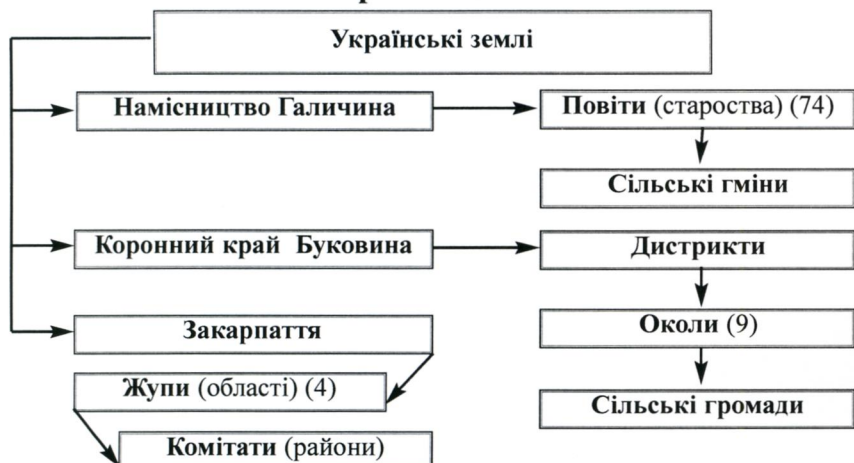 Українські землі
Намісництво Галичина
Повіти (староства) (74)
Сільські гміни
Коронний край Буковина
Дистрикти
Околи (9)
Сільські громади
Закарпаття
Жупи (області) (4)
Комітати (райони)